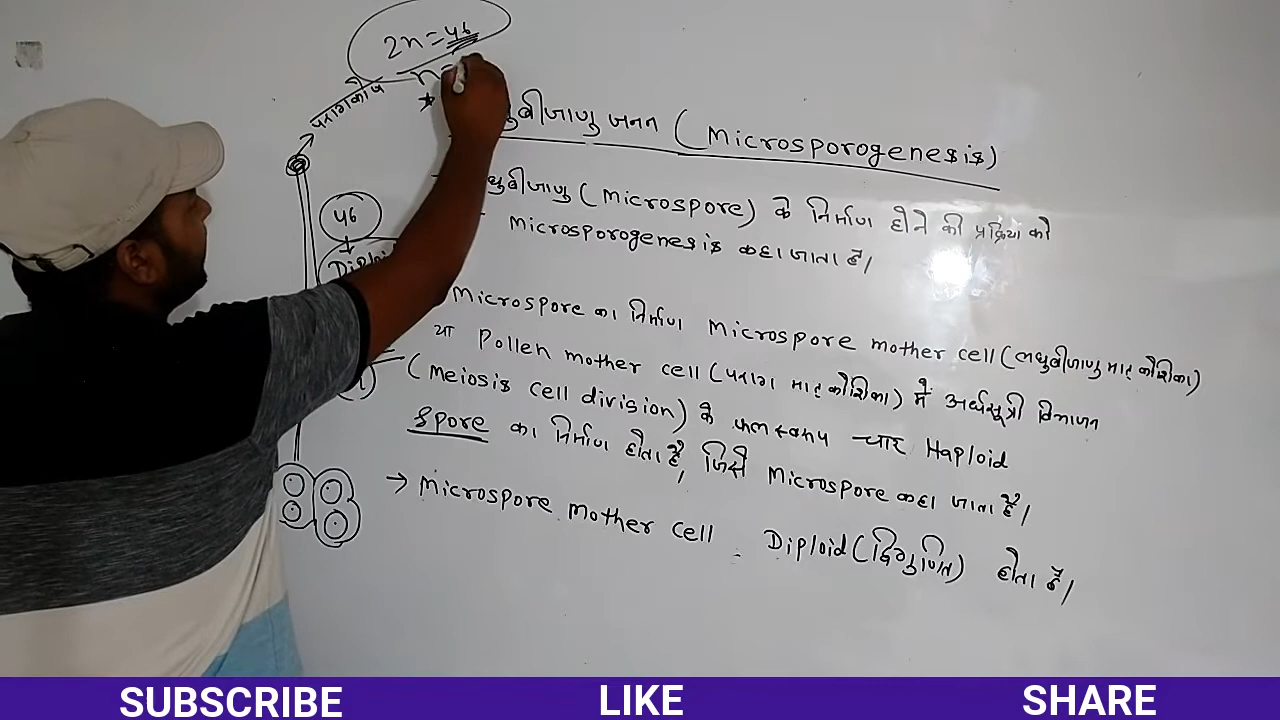 2n=46
n=
परागकोष
लघुबीजाणु जनन (Microsporogenesis)
लघुबीजाणु (Microspore) के निर्माण होने की प्रक्रिया को
Microsporogenesis कहा जाता है।
46
Microspore का निर्माण Microspore mother cell (लघुबीजाणु मातृ कोशिका)
या Pollen mother cell (पराग मातृ कोशिका) में अर्धसूत्री विभाजन
(Meiosis cell division) के फलस्वरूप चार Haploid
Spore का निर्माण होता है, जिसे Microspore कहा जाता है।
→ Microspore mother cell Diploid (द्विगुणित) होता है।
SUBSCRIBE LIKE SHARE